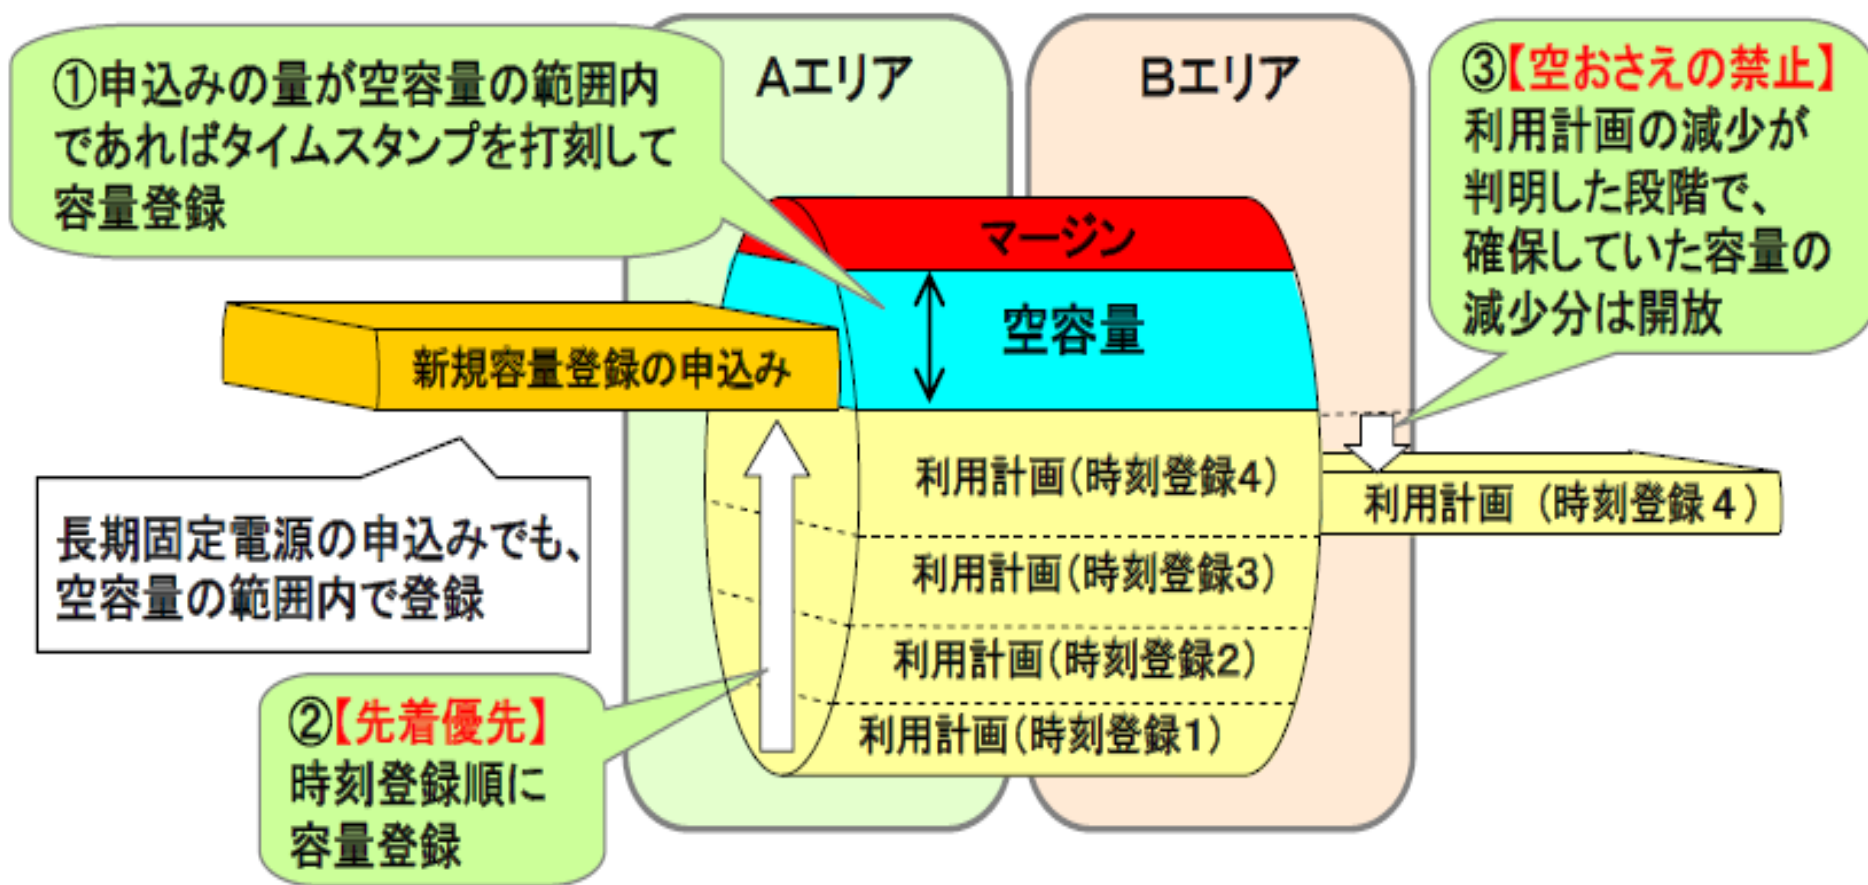 ①申込みの量が空容量の範囲内
であればタイムスタンプを打刻して
容量登録
Aエリア
Bエリア
③【空おさえの禁止】
利用計画の減少が
判明した段階で、
確保していた容量の
減少分は開放
マージン
空容量
新規容量登録の申込み
利用計画(時刻登録4)
利用計画（時刻登録４）
長期固定電源の申込みでも、
空容量の範囲内で登録
利用計画(時刻登録3)
利用計画(時刻登録2)
利用計画(時刻登録1)
②【先着優先】
時刻登録順に
容量登録